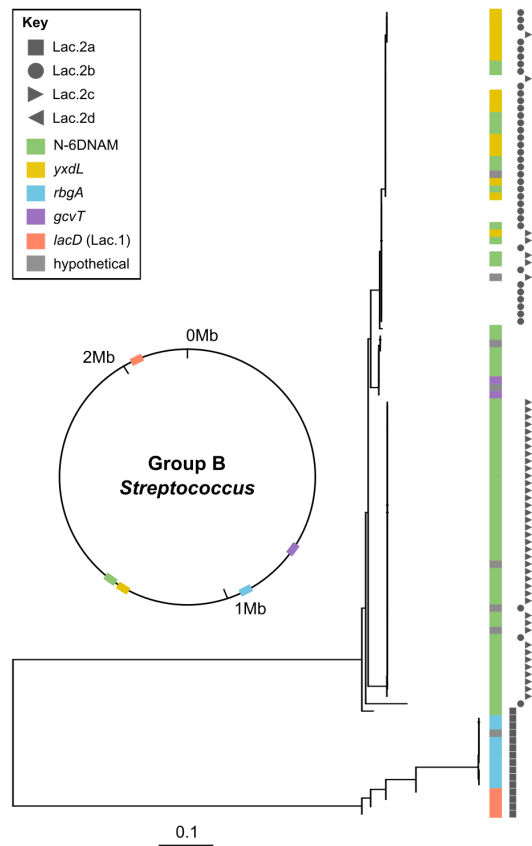 Key
Lac.2a
Lac.2b
Lac.2c
Lac.2d
N-6DNAM
yxdL
rbgA
gcvT
lacD (Lac.1)
hypothetical
0Mb
2Mb
Group B
Streptococcus
1Mb
0.1